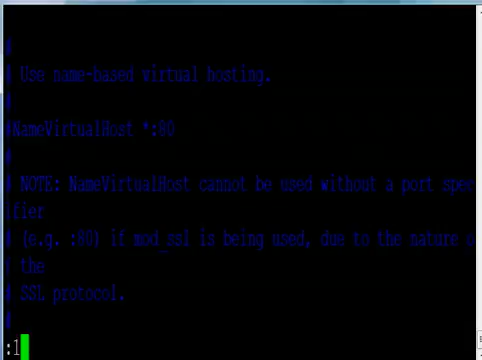 #
# Use name-based virtual hosting.
#
#NameVirtualHost *:80
#
# NOTE: NameVirtualHost cannot be used without a port spec
ifier
# (e.g. :80) if mod_ssl is being used, due to the nature o
f the
# SSL protocol.
#
:1